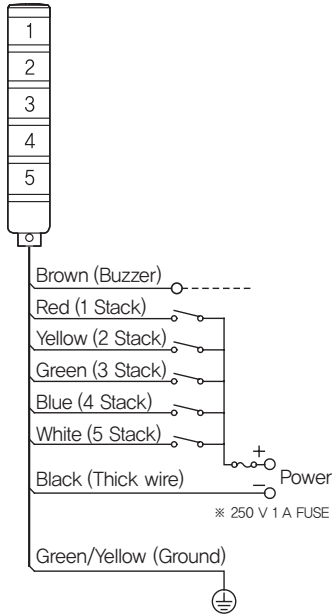 1
2
3
4
5
Brown (Buzzer)
Red (1 Stack)
Yellow (2 Stack)
Green (3 Stack)
Blue (4 Stack)
White (5 Stack)
+
Black (Thick wire)
− Power
※ 250 V 1 A FUSE
Green/Yellow (Ground)